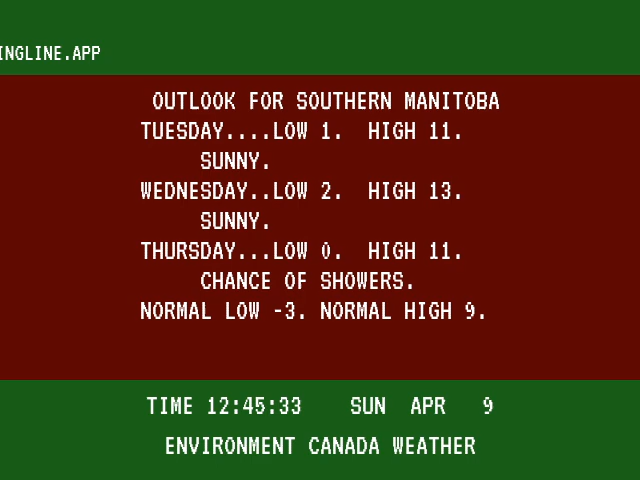 INGLINE.APP
OUTLOOK FOR SOUTHERN MANITOBA
TUESDAY....LOW 1.  HIGH 11.
SUNNY.
WEDNESDAY..LOW 2.  HIGH 13.
SUNNY.
THURSDAY...LOW 0.  HIGH 11.
CHANCE OF SHOWERS.
NORMAL LOW -3. NORMAL HIGH 9.
TIME 12:45:33    SUN  APR   9
ENVIRONMENT CANADA WEATHER